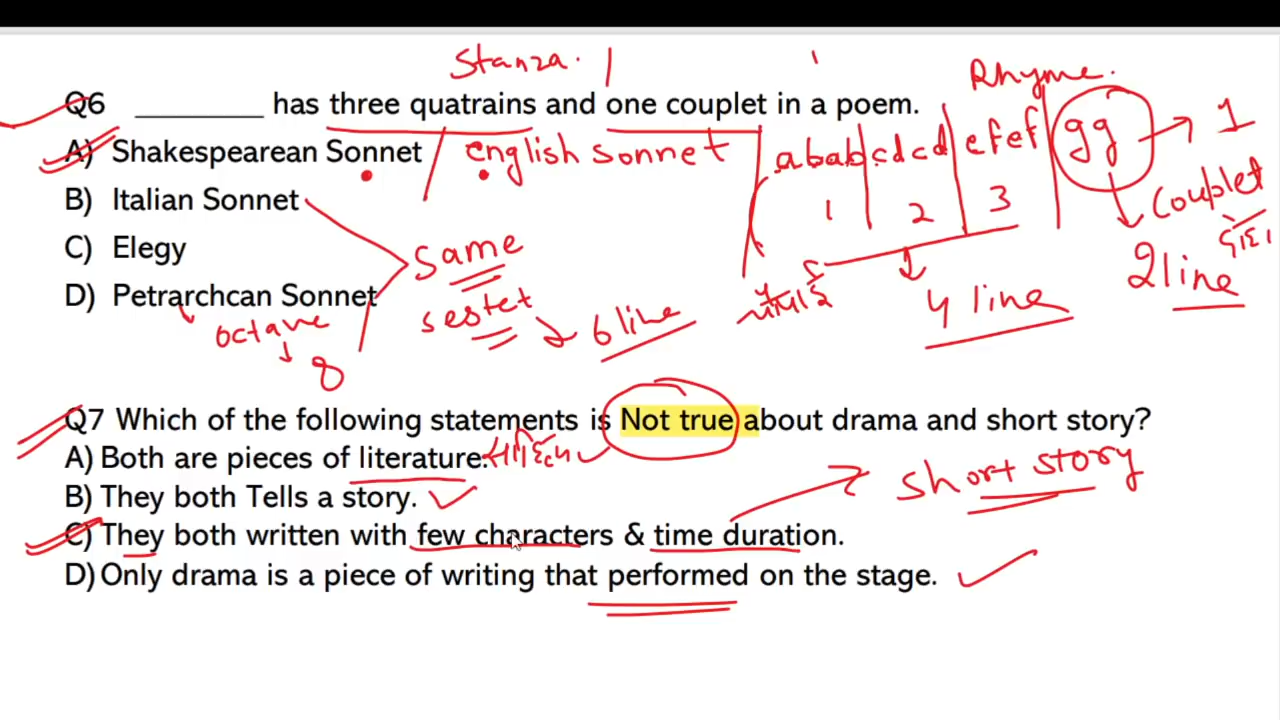 Stanza.
Rhyme.
Q6 ________ has three quatrains and one couplet in a poem.
A) Shakespearean Sonnet english sonnet abab cdcd efef gg 1
B) Italian Sonnet 1 2 3 Couplet
C) Elegy Same 4 line 2 line
D) Petrarchcan Sonnet sestet 6 line
octave
8
Q7 Which of the following statements is Not true about drama and short story?
A) Both are pieces of literature. साहित्य
B) They both Tells a story. short story
C) They both written with few characters & time duration.
D) Only drama is a piece of writing that performed on the stage.